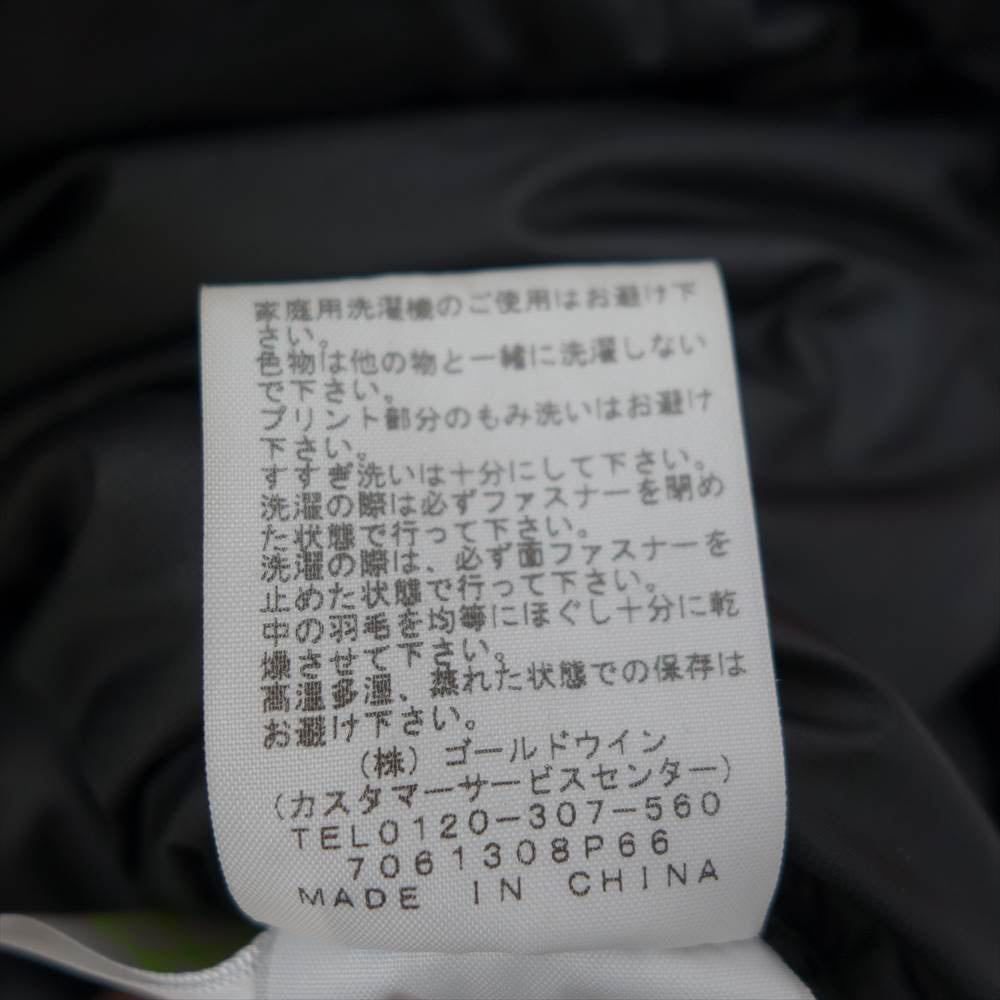 家庭用洗濯機のご使用はお避け下
さい。
色物は他の物と一緒に洗濯しない
で下さい。
プリント部分のもみ洗いはお避け
下さい。
すすぎ洗いは十分にして下さい。
洗濯の際は必ずファスナーを閉め
た状態で行って下さい。
洗濯の際は、必ず面ファスナーを
止めた状態で行って下さい。
中の羽毛を均等にほぐし十分に乾
燥させて下さい。
高温多湿、蒸れた状態での保存は
お避け下さい。
(株)ゴールドウイン
(カスタマーサービスセンター)
TEL0120-307-560
7061308P66
MADE IN CHINA